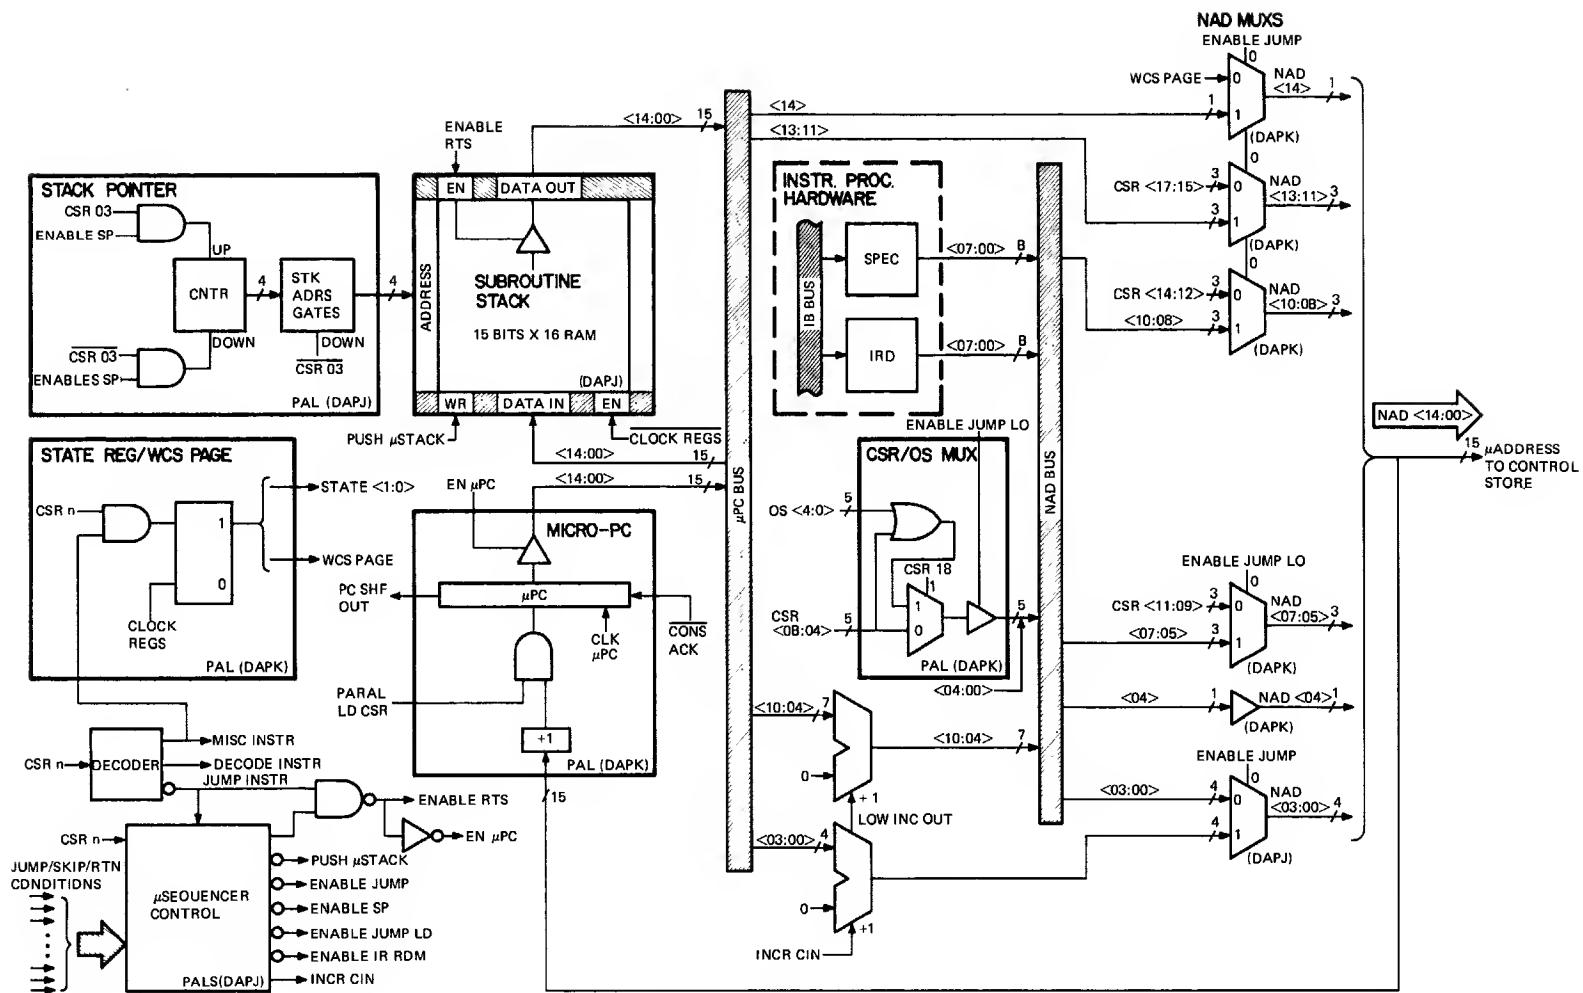 NAD MUXS
ENABLE JUMP
0
WCS PAGE
0
NAD
<14>
1
1
1
(DAPK)
0
CSR <17:15>
3
0
NAD
<13:11>
3
3
1
(DAPK)
0
CSR <14:12>
3
0
NAD
<10:0B>
3
<10:08>
3
1
(DAPK)
STACK POINTER
CSR 03
ENABLE SP
UP
CNTR
4
STK
ADRS
GATES
4
DOWN
DOWN
CSR 03
CSR 03
ENABLES SP
PAL (DAPJ)
ENABLE
RTS
<14:00>
15
EN
DATA OUT
ADDRESS
SUBROUTINE
STACK
15 BITS X 16 RAM
(DAPJ)
WR
DATA IN
EN
PUSH μSTACK
CLOCK REGS
<14:00>
15
<14:00>
15
μPC BUS
<14>
<13:11>
INSTR. PROC.
HARDWARE
IB BUS
SPEC
<07:00>
B
IRD
<07:00>
B
NAD BUS
STATE REG/WCS PAGE
CSR n
1
0
STATE <1:0>
WCS PAGE
CLOCK
REGS
PAL (DAPK)
EN μPC
MICRO-PC
PC SHF
OUT
μPC
CLK
μPC
CONS
ACK
PARAL
LD CSR
+1
PAL (DAPK)
15
ENABLE JUMP LO
CSR/OS MUX
OS <4:0>
5
CSR 18
1
1
0
CSR
<0B:04>
5
5
PAL (DAPK)
<04:00>
<10:04>
7
0
+1
<10:04>
7
LOW INC OUT
<03:00>
4
0
+1
INCR CIN
NAD <14:00>
15
μADDRESS
TO CONTROL
STORE
ENABLE JUMP LO
0
CSR <11:09>
3
0
NAD
<07:05>
3
<07:05>
3
1
(DAPK)
<04>
1
NAD <04>
1
(DAPK)
ENABLE JUMP
0
<03:00>
4
0
NAD
<03:00>
4
4
1
(DAPJ)
CSR n
DECODER
MISC INSTR
DECODE INSTR
JUMP INSTR
ENABLE RTS
EN μPC
CSR n
JUMP/SKIP/RTN
CDNDITIONS
μSEOUENCER
CONTROL
PALS(DAPJ)
PUSH μSTACK
ENABLE JUMP
ENABLE SP
ENABLE JUMP LD
ENABLE IR RDM
INCR CIN